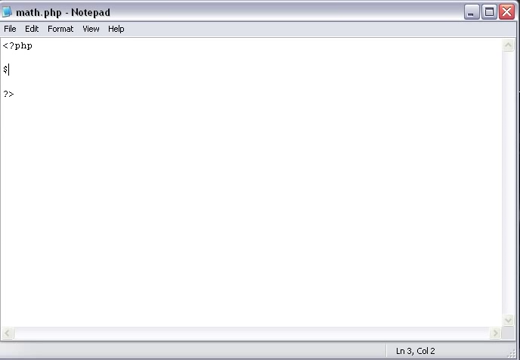 math.php - Notepad
File Edit Format View Help
<?php
$
?>
Ln 3, Col 2